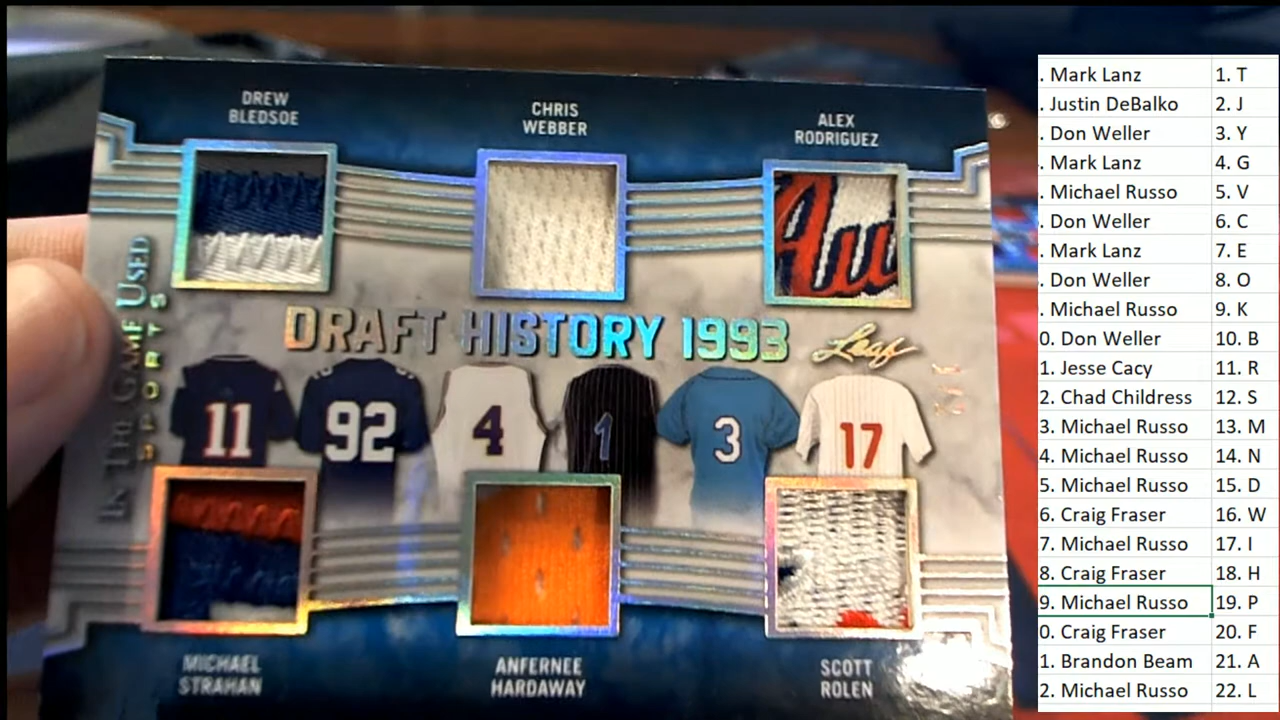 DREW
BLEDSOE
CHRIS
WEBBER
ALEX
RODRIGUEZ
IN THE GAME USED
SPORTS
Au
DRAFT HISTORY 1993
Leaf
11
92
4
1
3
17
MICHAEL
STRAHAN
ANFERNEE
HARDAWAY
SCOTT
ROLEN
. Mark Lanz 1. T
. Justin DeBalko 2. J
. Don Weller 3. Y
. Mark Lanz 4. G
. Michael Russo 5. V
. Don Weller 6. C
. Mark Lanz 7. E
. Don Weller 8. O
. Michael Russo 9. K
0. Don Weller 10. B
1. Jesse Cacy 11. R
2. Chad Childress 12. S
3. Michael Russo 13. M
4. Michael Russo 14. N
5. Michael Russo 15. D
6. Craig Fraser 16. W
7. Michael Russo 17. I
8. Craig Fraser 18. H
9. Michael Russo 19. P
0. Craig Fraser 20. F
1. Brandon Beam 21. A
2. Michael Russo 22. L